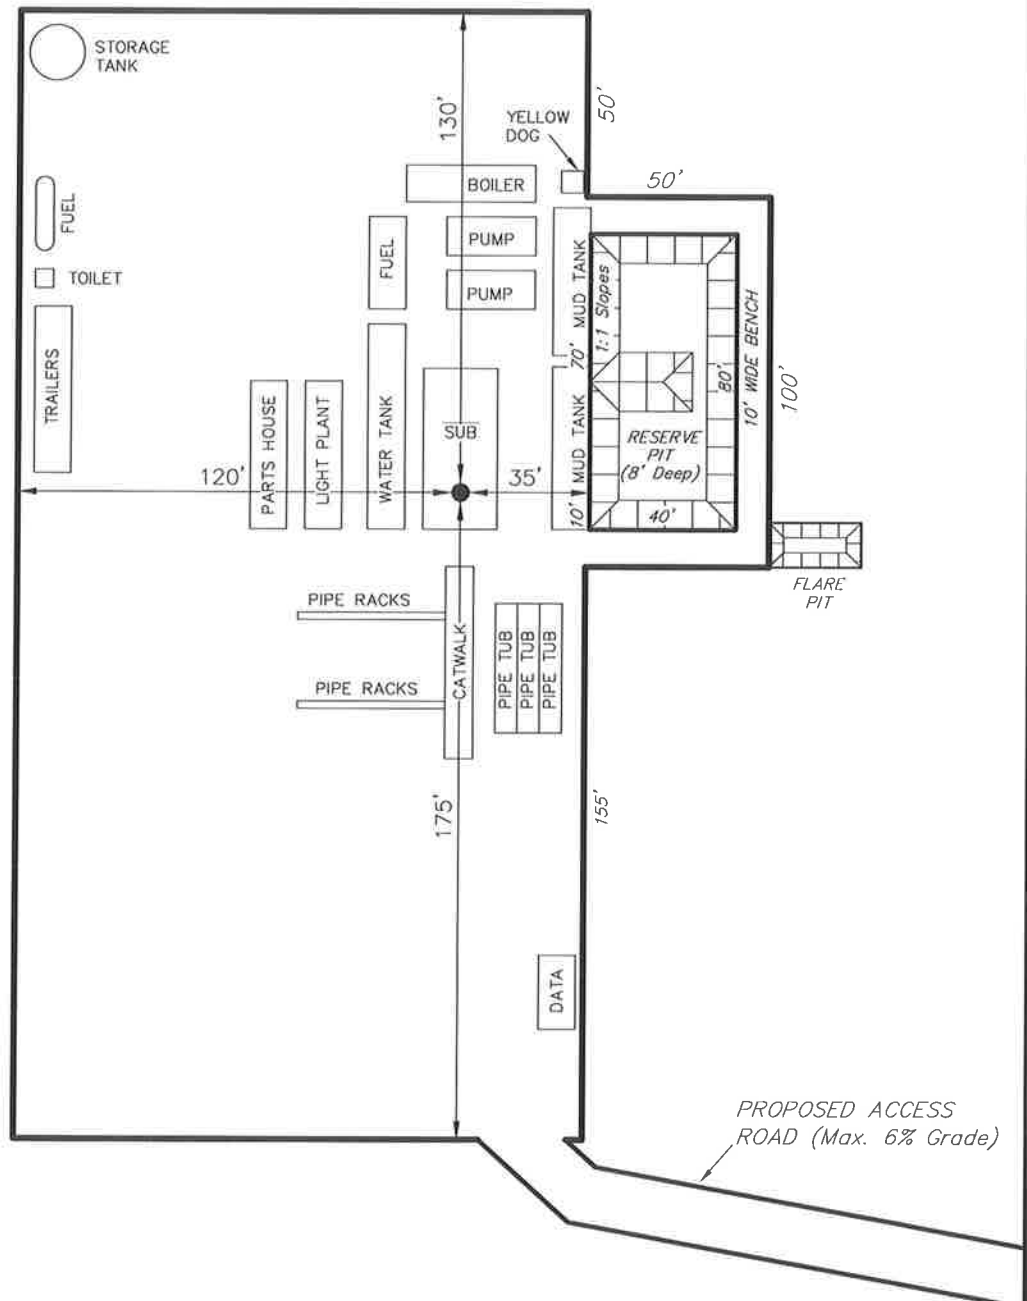 STORAGE
TANK
130'
50'
YELLOW
DOG
BOILER
50'
FUEL
FUEL
PUMP
MUD TANK
1:1 Slopes
TOILET
PUMP
70'
80'
10' WIDE BENCH
100'
TRAILERS
PARTS HOUSE
LIGHT PLANT
WATER TANK
SUB
MUD TANK
RESERVE
PIT
(8' Deep)
120'
35'
10'
40'
FLARE
PIT
PIPE RACKS
CATWALK
PIPE TUB
PIPE TUB
PIPE TUB
PIPE RACKS
175'
155'
DATA
PROPOSED ACCESS
ROAD (Max. 6% Grade)